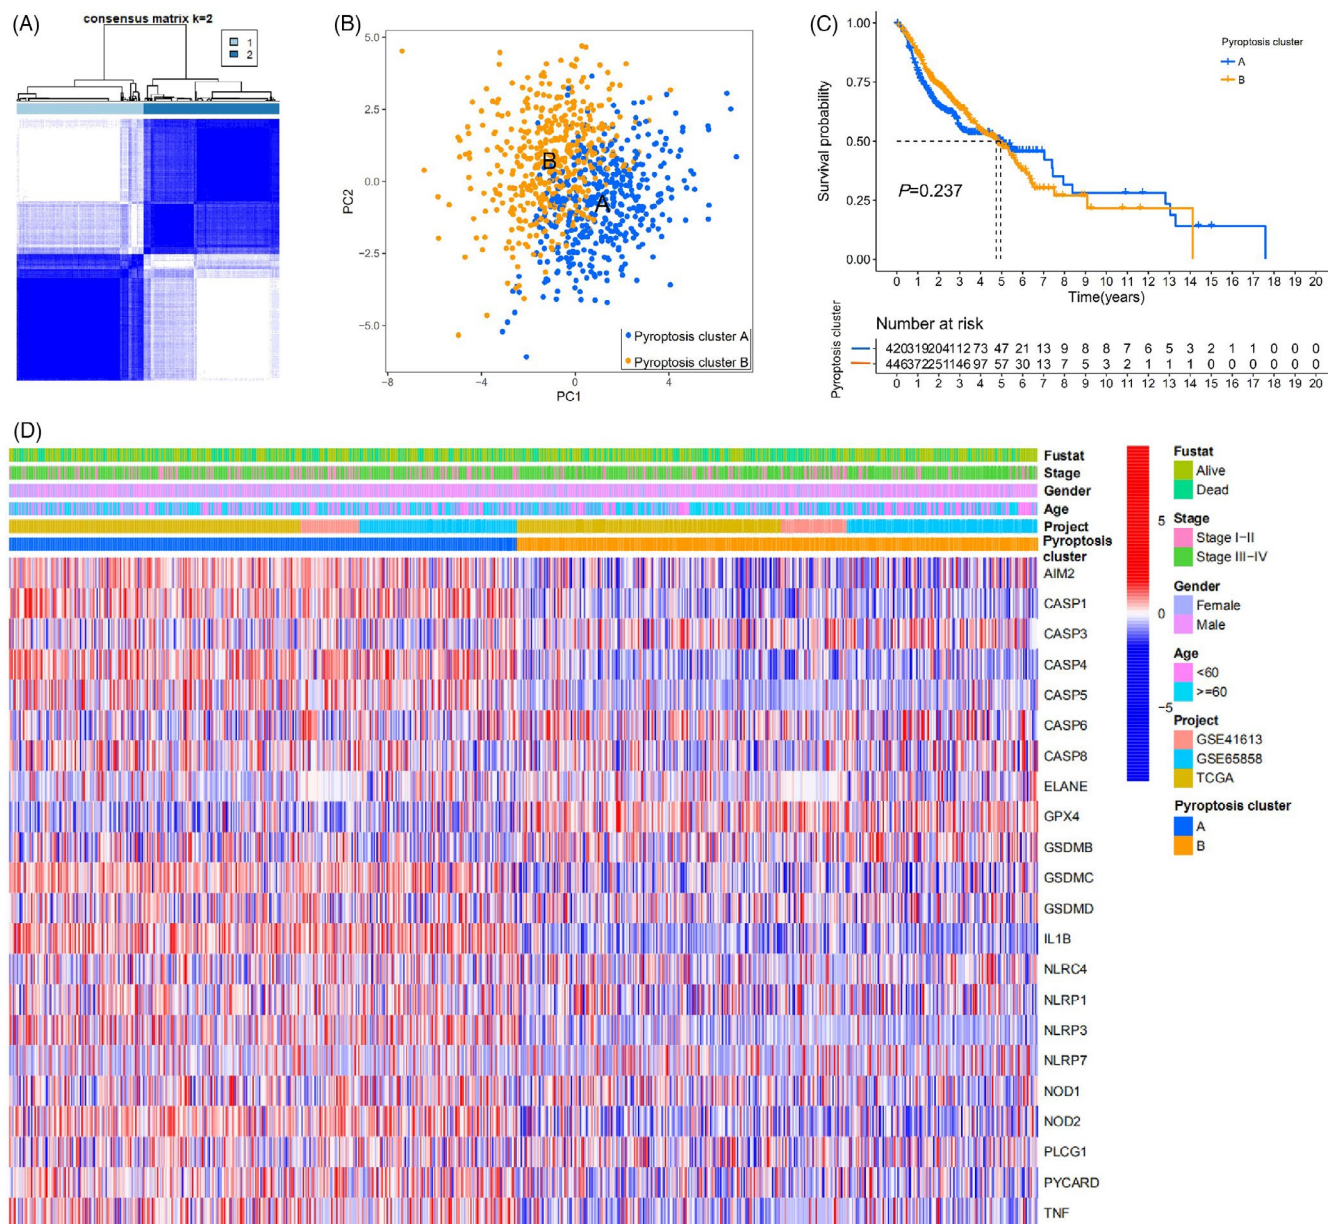 (A)
consensus matrix k=2
1
2
(B)
5.0
2.5
0.0
−2.5
−5.0
PC2
B
A
Pyroptosis cluster A
Pyroptosis cluster B
−8
−4
0
4
PC1
(C)
1.00
0.75
0.50
0.25
0.00
Survival probability
Pyroptosis cluster
A
B
P=0.237
0 1 2 3 4 5 6 7 8 9 10 11 12 13 14 15 16 17 18 19 20
Time(years)
Number at risk
Pyroptosis cluster
420 319 204 112 73 47 21 13 9 8 8 7 6 5 3 2 1 1 0 0 0
446 372 251 146 97 57 30 13 7 5 3 2 1 1 1 0 0 0 0 0 0
0 1 2 3 4 5 6 7 8 9 10 11 12 13 14 15 16 17 18 19 20
(D)
Fustat
Stage
Gender
Age
Project
Pyroptosis
cluster
AIM2
CASP1
CASP3
CASP4
CASP5
CASP6
CASP8
ELANE
GPX4
GSDMB
GSDMC
GSDMD
IL1B
NLRC4
NLRP1
NLRP3
NLRP7
NOD1
NOD2
PLCG1
PYCARD
TNF
5
0
−5
Fustat
Alive
Dead
Stage
Stage I−II
Stage III−IV
Gender
Female
Male
Age
<60
>=60
Project
GSE41613
GSE65858
TCGA
Pyroptosis cluster
A
B